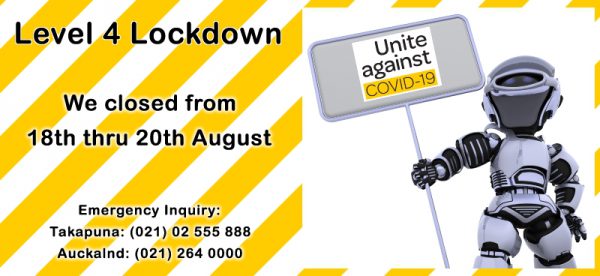 Level 4 Lockdown
We closed from
18th thru 20th August
Emergency Inquiry:
Takapuna: (021) 02 555 888
Auckalnd: (021) 264 0000
Unite
against
COVID-19